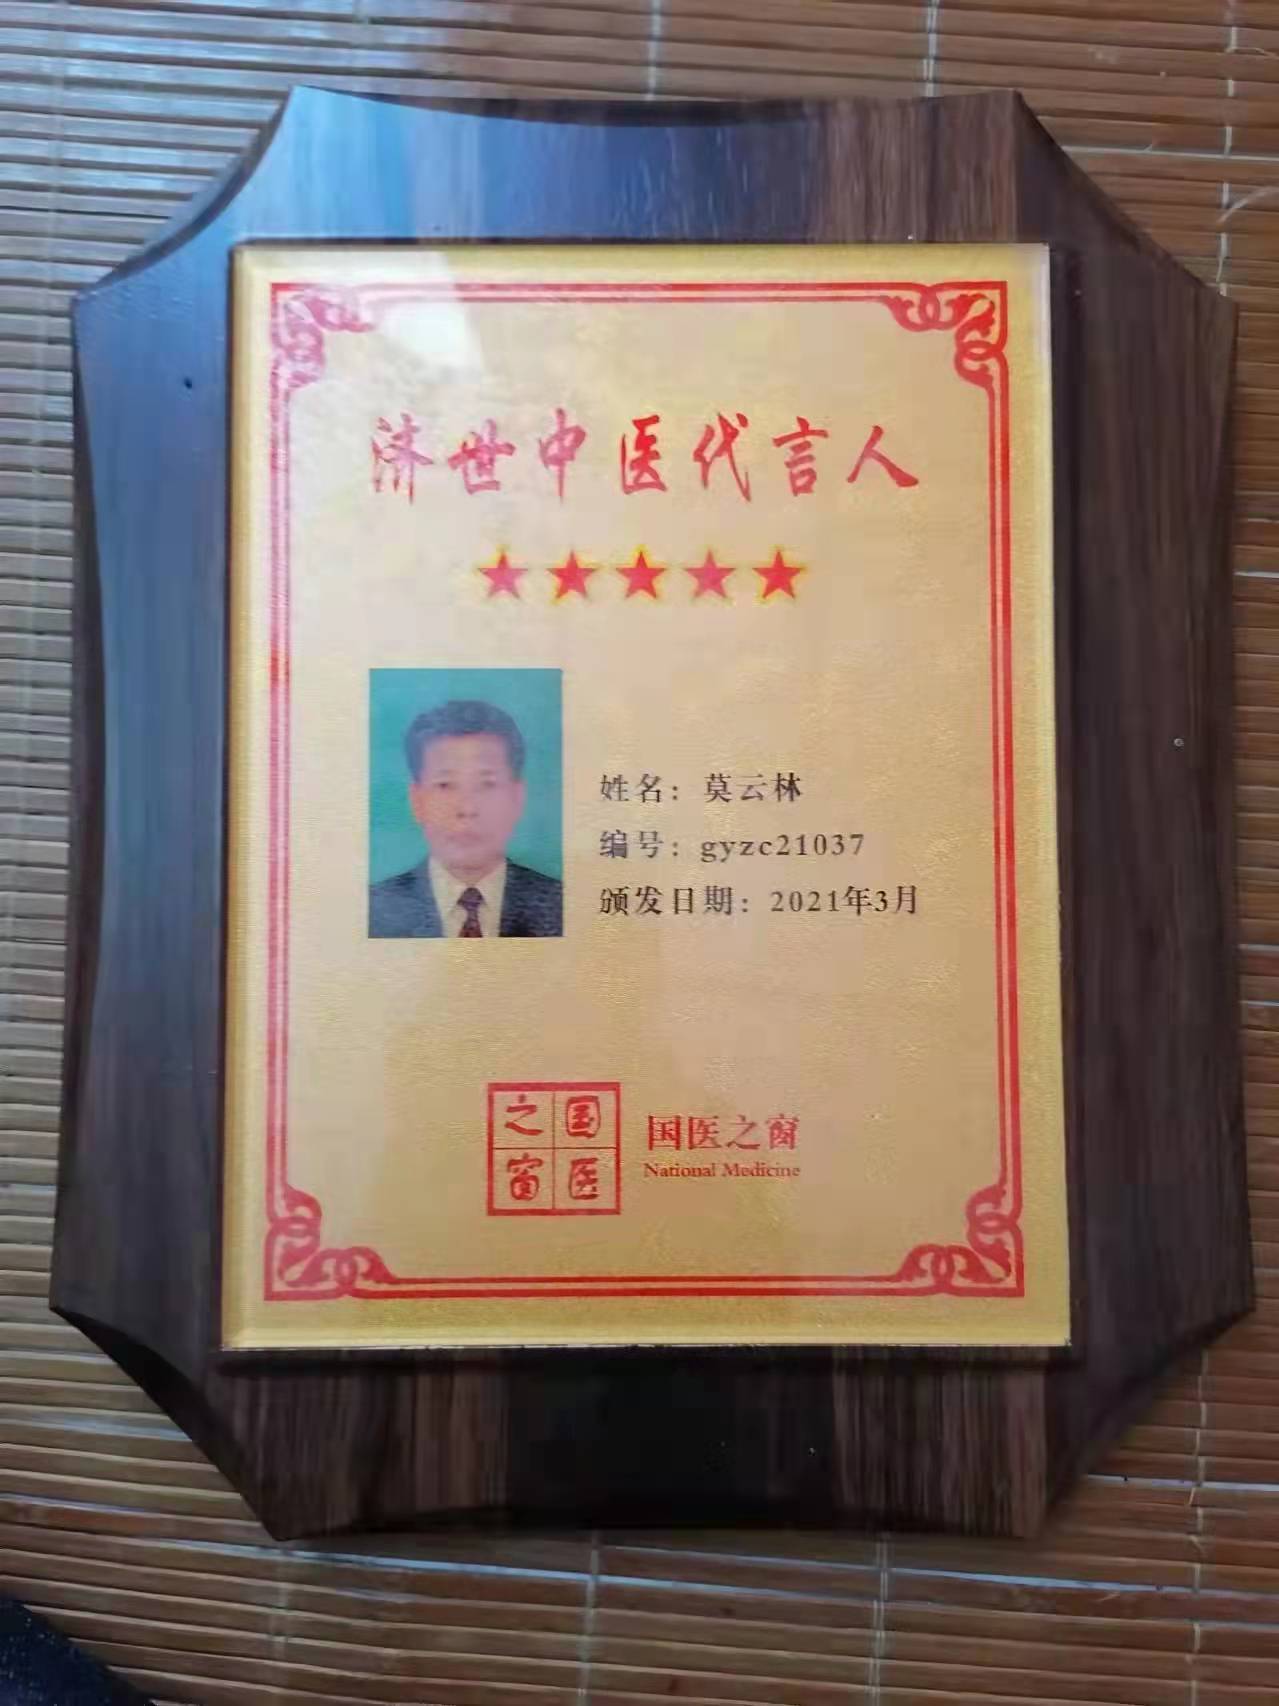 济世中医代言人
姓名：莫云林
编号：gyzc21037
颁发日期：2021年3月
之国
窗医
国医之窗
National Medicine